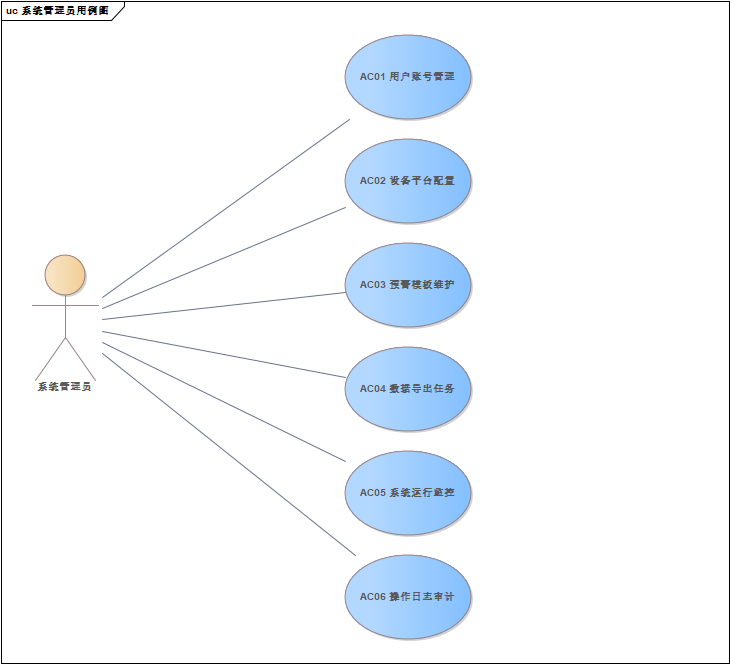 uc 系统管理员用例图
AC01 用户账号管理
AC02 设备平台配置
AC03 预警模板维护
系统管理员
AC04 数据导出任务
AC05 系统运行监控
AC06 操作日志审计